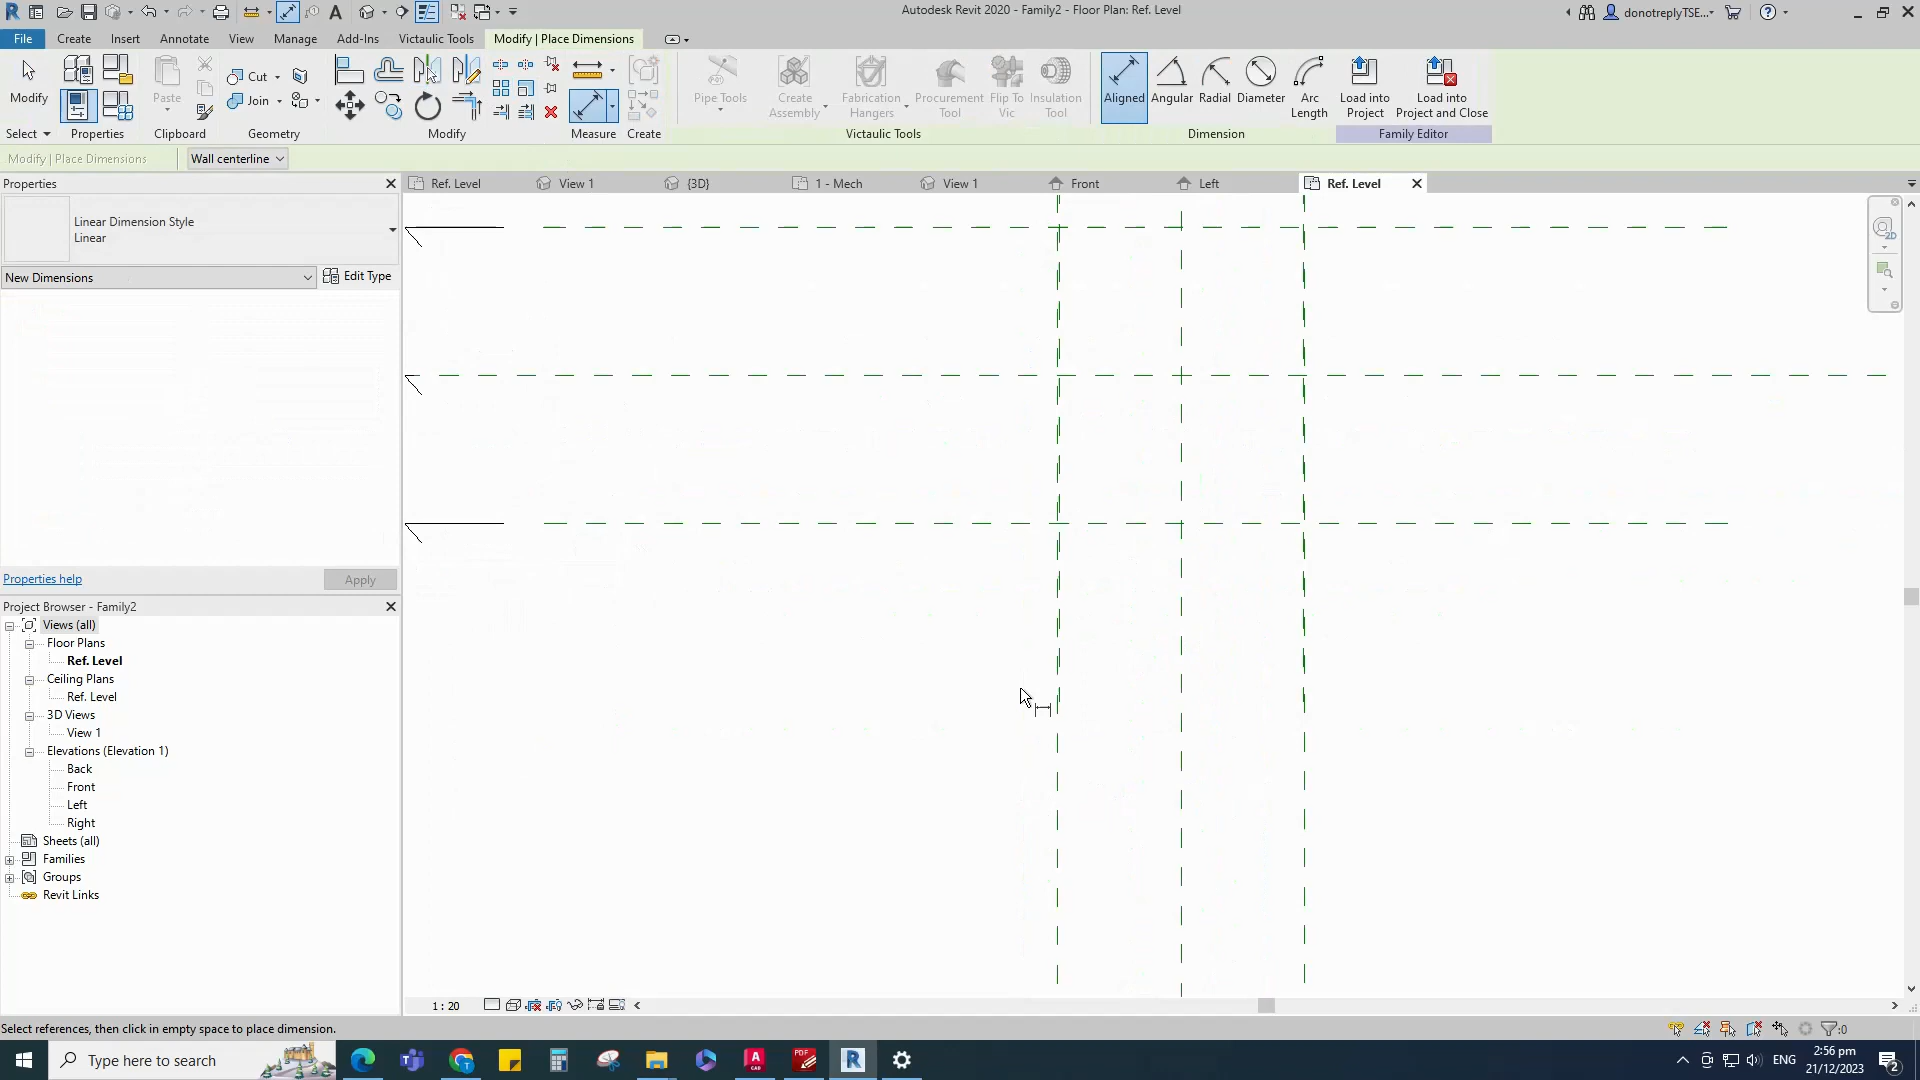 Autodesk Revit 2020 - Family2 - Floor Plan: Ref. Level
donotreplyTSE...
File Create Insert Annotate View Manage Add-Ins Victaulic Tools Modify | Place Dimensions
Modify
Paste
Cut
Join
Pipe Tools
Create Assembly
Fabrication Hangers
Procurement Tool
Flip To Vic
Insulation Tool
Aligned
Angular
Radial
Diameter
Arc Length
Load into Project
Load into Project and Close
Select
Properties
Clipboard
Geometry
Modify
Measure
Create
Victaulic Tools
Dimension
Family Editor
Modify | Place Dimensions
Wall centerline
Properties
Ref. Level
View 1
{3D}
1 - Mech
View 1
Front
Left
Ref. Level
Linear Dimension Style
Linear
New Dimensions
Edit Type
Properties help
Apply
Project Browser - Family2
Views (all)
Floor Plans
Ref. Level
Ceiling Plans
Ref. Level
3D Views
View 1
Elevations (Elevation 1)
Back
Front
Left
Right
Sheets (all)
Families
Groups
Revit Links
1 : 20
Select references, then click in empty space to place dimension.
:0
Type here to search
ENG
2:56 pm
21/12/2023
2